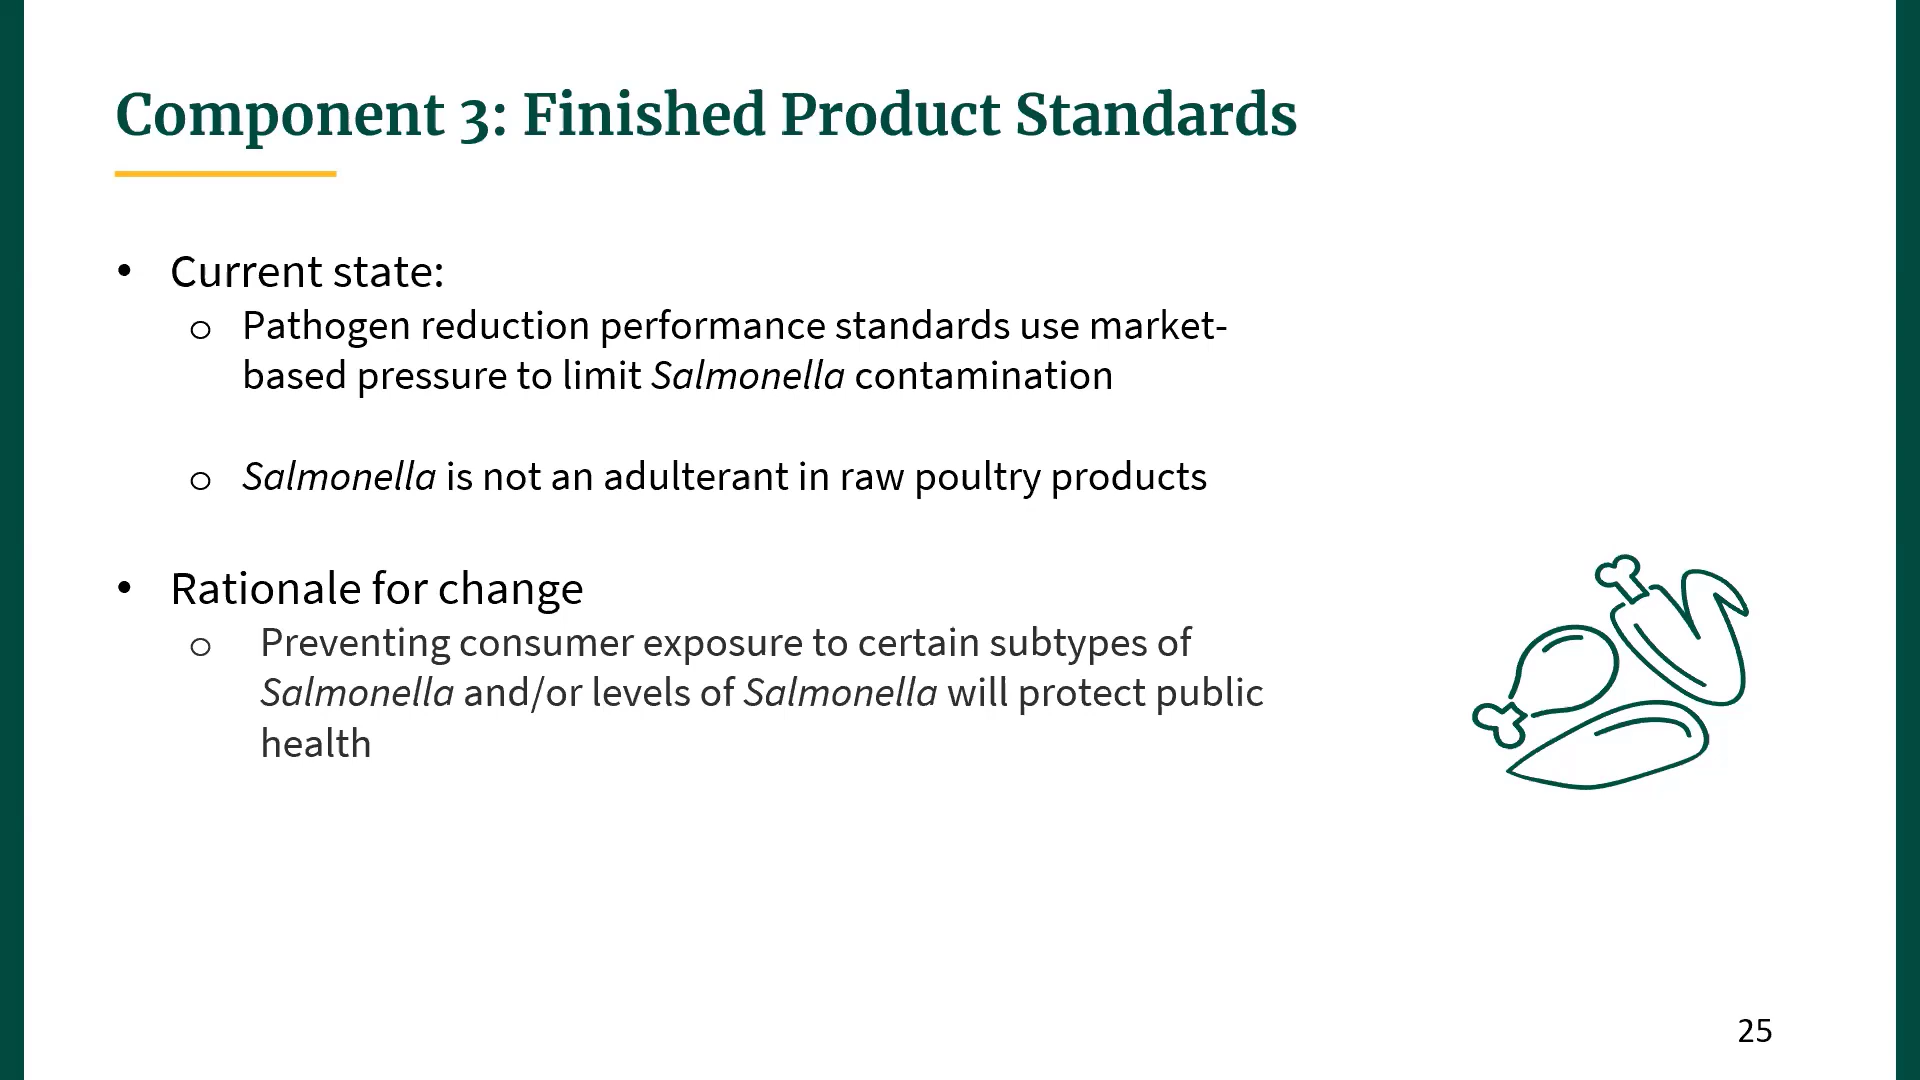 Component 3: Finished Product Standards
• Current state:
o Pathogen reduction performance standards use market-
based pressure to limit Salmonella contamination
o Salmonella is not an adulterant in raw poultry products
• Rationale for change
o Preventing consumer exposure to certain subtypes of
Salmonella and/or levels of Salmonella will protect public
health
25